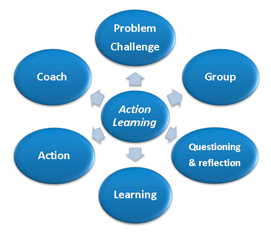 Problem
Challenge
Coach
Group
Action
Learning
Action
Questioning
& reflection
Learning